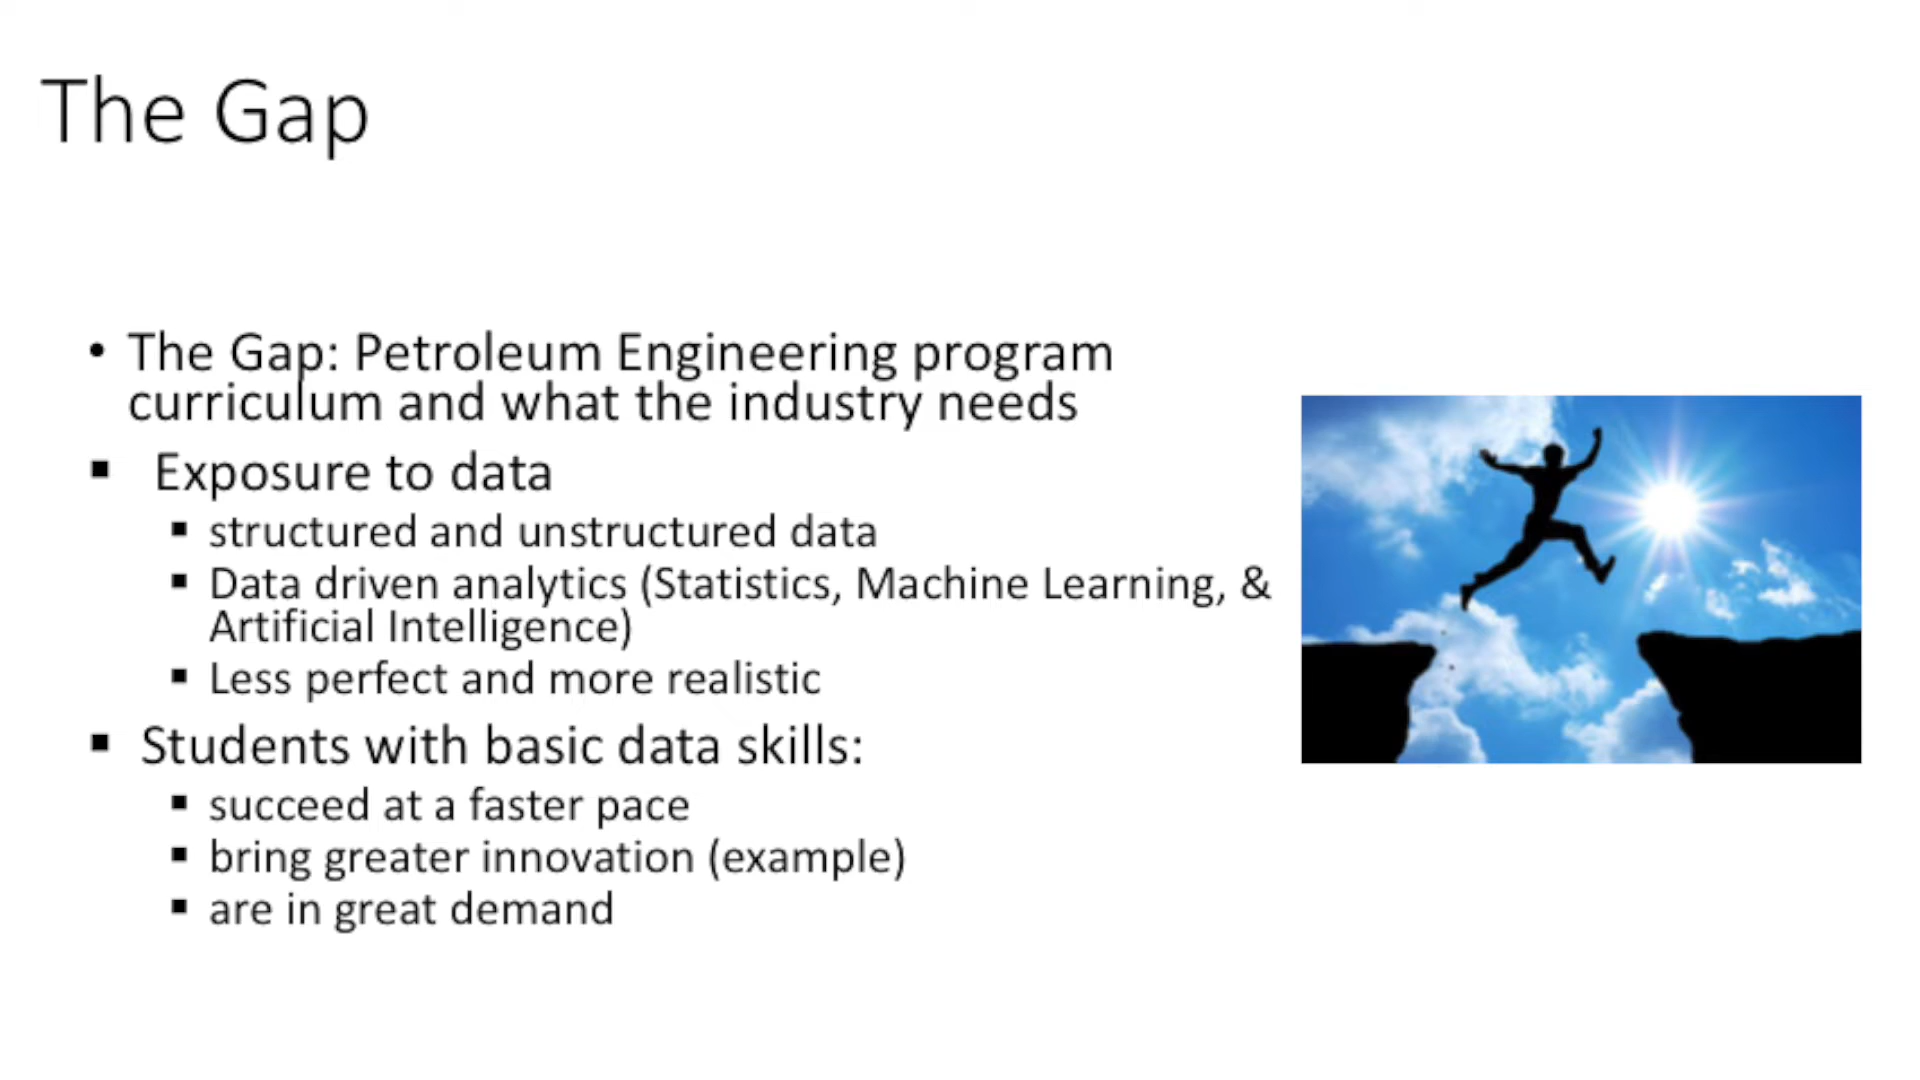 The Gap
• The Gap: Petroleum Engineering program
curriculum and what the industry needs
▪ Exposure to data
▪ structured and unstructured data
▪ Data driven analytics (Statistics, Machine Learning, &
Artificial Intelligence)
▪ Less perfect and more realistic
▪ Students with basic data skills:
▪ succeed at a faster pace
▪ bring greater innovation (example)
▪ are in great demand